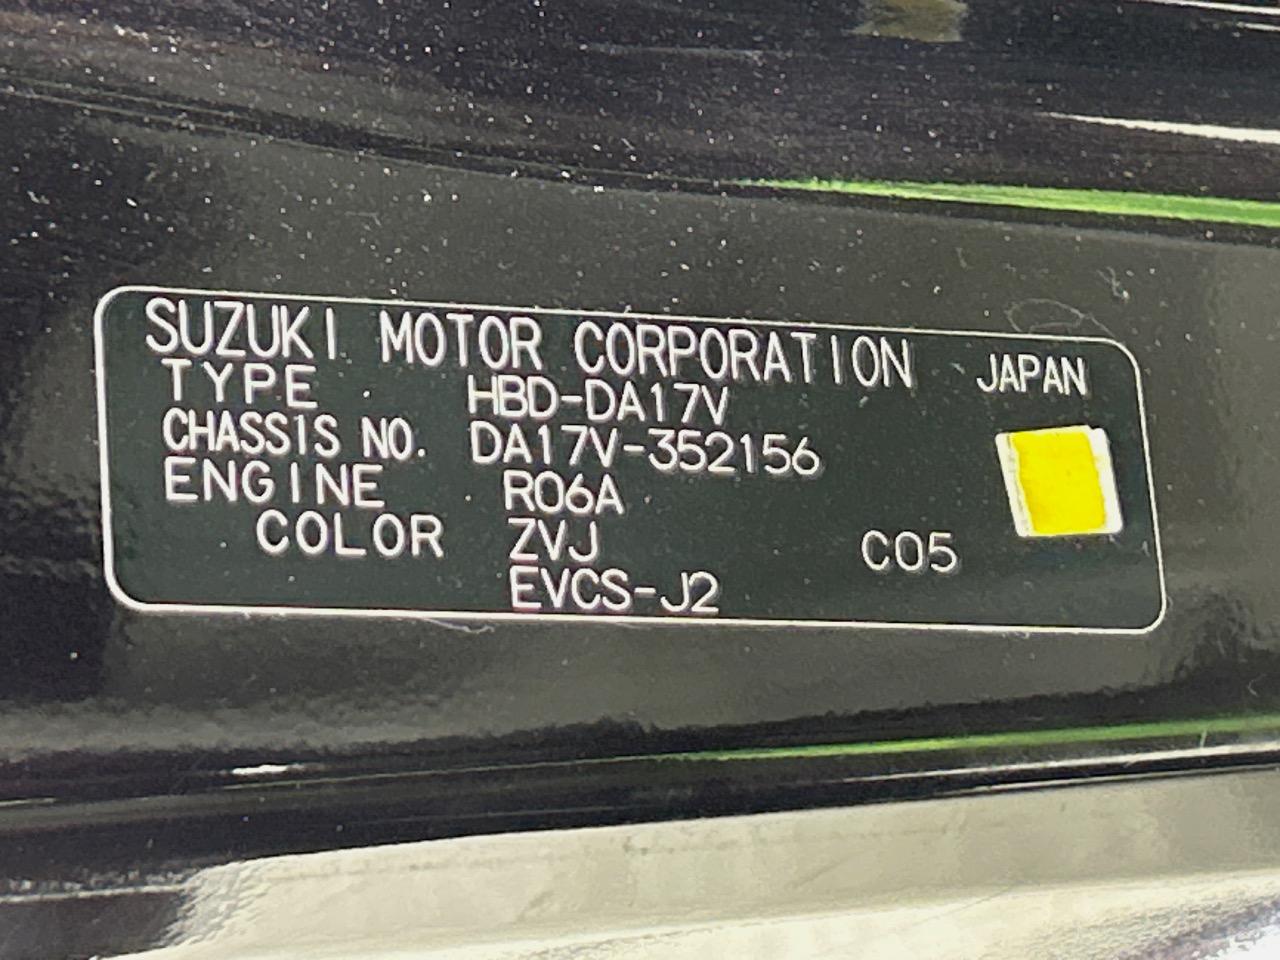 SUZUKI MOTOR CORPORATION JAPAN
TYPE HBD-DA17V
CHASSIS NO. DA17V-352156
ENGINE R06A
COLOR ZVJ C05
EVCS-J2